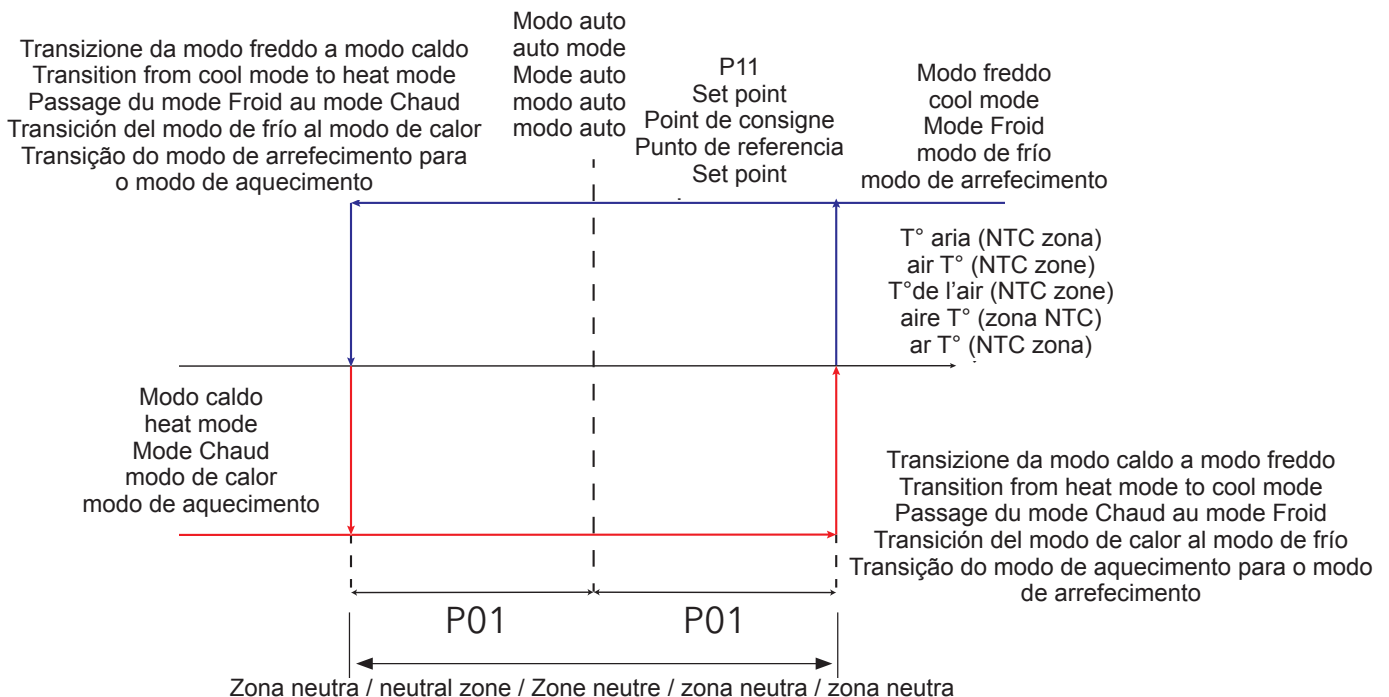 Transizione da modo freddo a modo caldo
Transition from cool mode to heat mode
Passage du mode Froid au mode Chaud
Transición del modo de frío al modo de calor
Transição do modo de arrefecimento para
o modo de aquecimento
Modo auto
auto mode
Mode auto
modo auto
modo auto
P11
Set point
Point de consigne
Punto de referencia
Set point
Modo freddo
cool mode
Mode Froid
modo de frío
modo de arrefecimento
T° aria (NTC zona)
air T° (NTC zone)
T°de l'air (NTC zone)
aire T° (zona NTC)
ar T° (NTC zona)
Modo caldo
heat mode
Mode Chaud
modo de calor
modo de aquecimento
Transizione da modo caldo a modo freddo
Transition from heat mode to cool mode
Passage du mode Chaud au mode Froid
Transición del modo de calor al modo de frío
Transição do modo de aquecimento para o modo
de arrefecimento
P01
P01
Zona neutra / neutral zone / Zone neutre / zona neutra / zona neutra